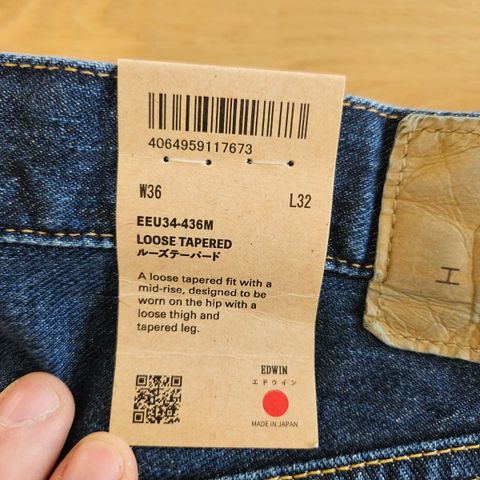 4064959117673
W36 L32
EEU34-436M
LOOSE TAPERED
ルーズテーパード
A loose tapered fit with a
mid-rise, designed to be
worn on the hip with a
loose thigh and
tapered leg.
EDWIN
エドウイン
MADE IN JAPAN
H